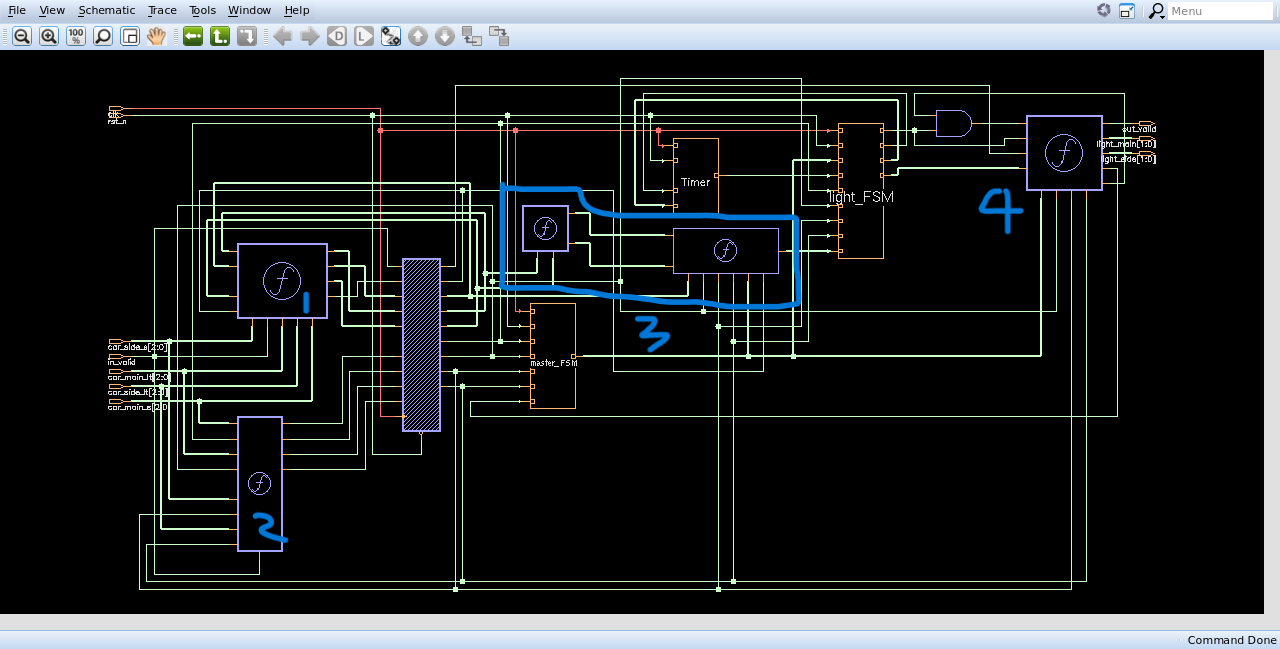 File View Schematic Trace Tools Window Help Menu
100 %
D L
clk
rst_n
out_valid
light_main[1:0]
light_side[1:0]
Timer
light_FSM
4
1
3
car_side_s[2:0]
in_valid
car_main_lt[2:0]
master_FSM
car_side_lt[2:0]
car_main_s[2:0
2
Command Done